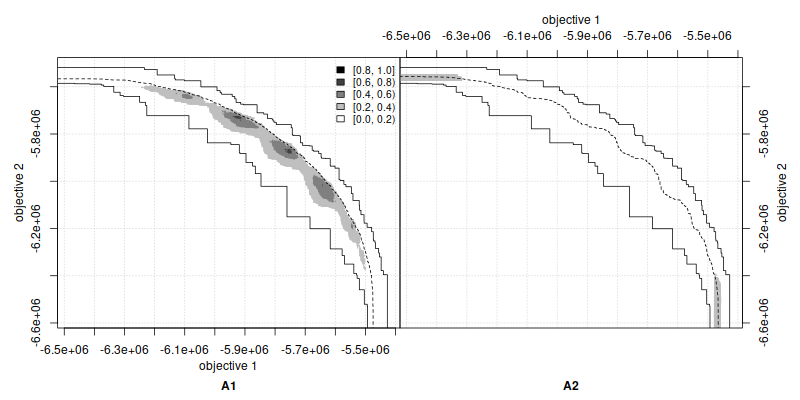 objective 1
-6.5e+06 -6.3e+06 -6.1e+06 -5.9e+06 -5.7e+06 -5.5e+06
[0.8, 1.0]
[0.6, 0.8)
[0.4, 0.6)
[0.2, 0.4)
[0.0, 0.2)
objective 2
-5.8e+06
-6.2e+06
-6.6e+06
-5.8e+06
-6.2e+06
-6.6e+06
objective 2
-6.5e+06 -6.3e+06 -6.1e+06 -5.9e+06 -5.7e+06 -5.5e+06
objective 1
A1 A2